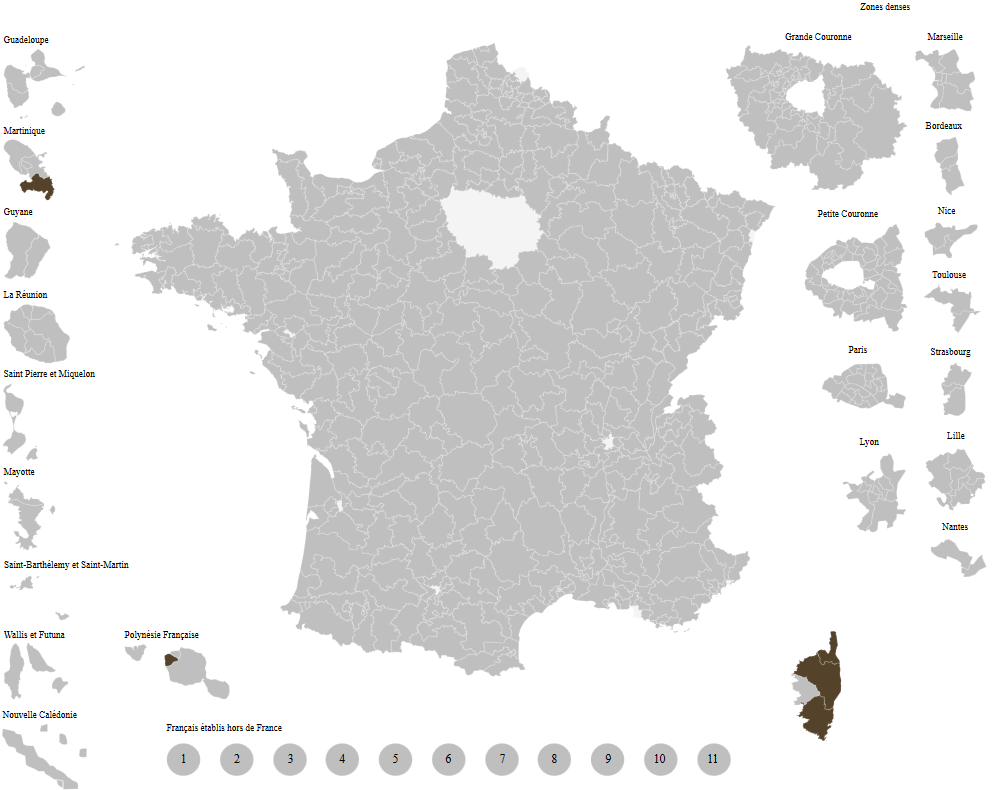 Zones denses
Guadeloupe
Grande Couronne
Marseille
Martinique
Bordeaux
Guyane
Petite Couronne
Nice
La Réunion
Toulouse
Paris
Strasbourg
Saint Pierre et Miquelon
Lyon
Lille
Mayotte
Nantes
Saint-Barthélemy et Saint-Martin
Wallis et Futuna
Polynésie Française
Nouvelle Calédonie
Français établis hors de France
1 2 3 4 5 6 7 8 9 10 11